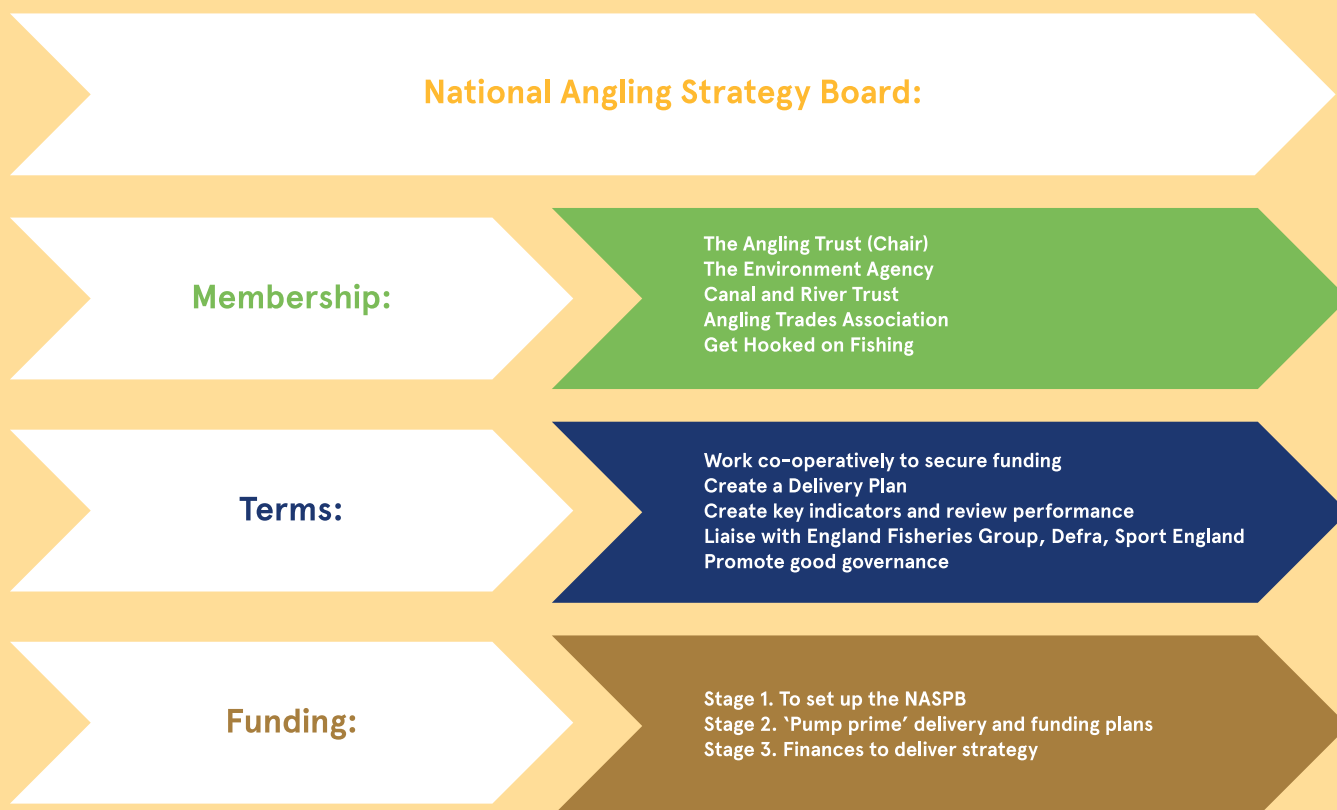 National Angling Strategy Board:
Membership:
The Angling Trust (Chair)
The Environment Agency
Canal and River Trust
Angling Trades Association
Get Hooked on Fishing
Terms:
Work co-operatively to secure funding
Create a Delivery Plan
Create key indicators and review performance
Liaise with England Fisheries Group, Defra, Sport England
Promote good governance
Funding:
Stage 1. To set up the NASPB
Stage 2. ‘Pump prime’ delivery and funding plans
Stage 3. Finances to deliver strategy